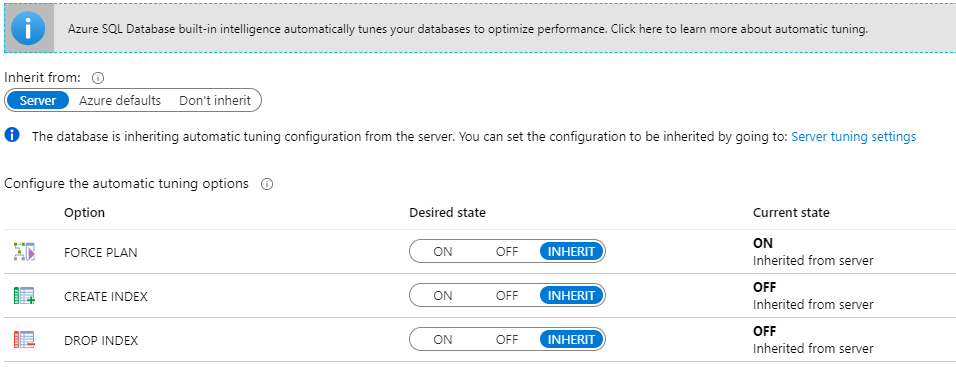 Azure SQL Database built-in intelligence automatically tunes your databases to optimize performance. Click here to learn more about automatic tuning.
Inherit from:
Server Azure defaults Don't inherit
The database is inheriting automatic tuning configuration from the server. You can set the configuration to be inherited by going to: Server tuning settings
Configure the automatic tuning options
Option Desired state Current state
FORCE PLAN ON OFF INHERIT ON
Inherited from server
CREATE INDEX ON OFF INHERIT OFF
Inherited from server
DROP INDEX ON OFF INHERIT OFF
Inherited from server